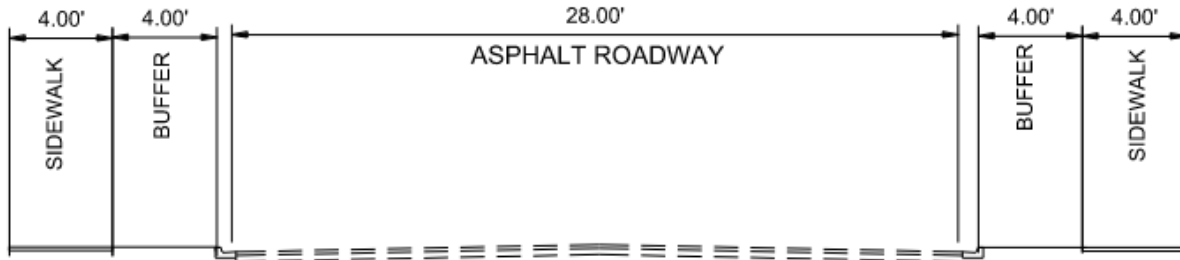 4.00'
4.00'
28.00'
4.00'
4.00'
SIDEWALK
BUFFER
ASPHALT ROADWAY
BUFFER
SIDEWALK